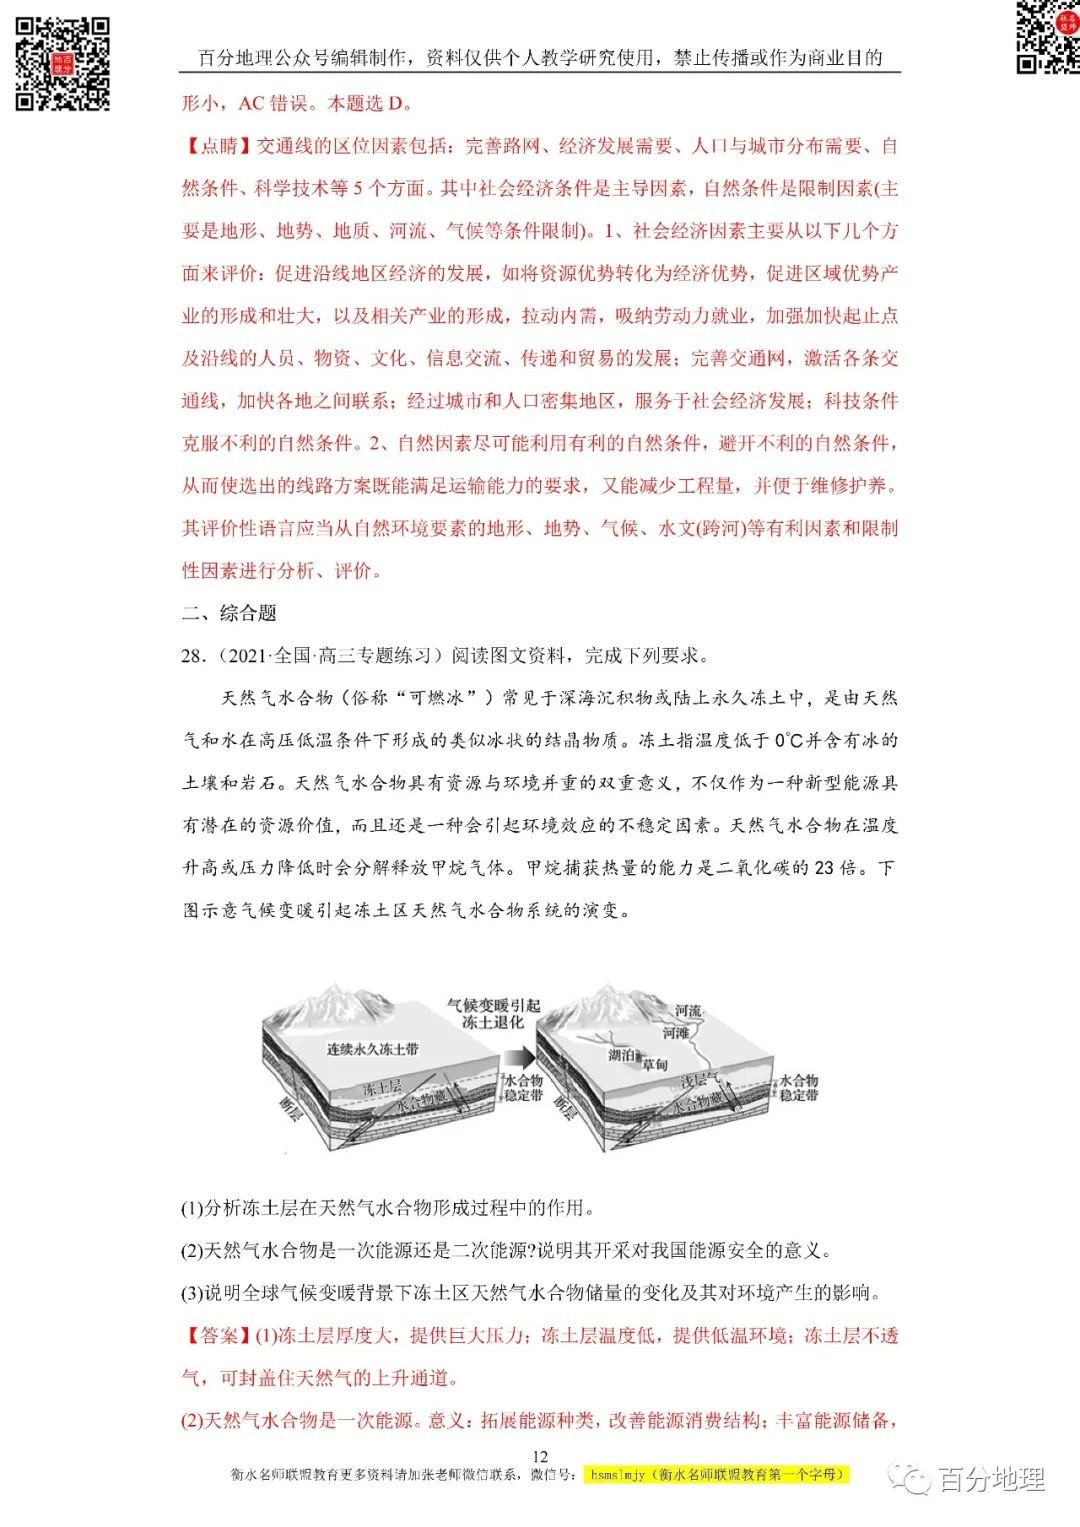 百分地理公众号编辑制作，资料仅供个人教学研究使用，禁止传播或作为商业目的
形小，AC 错误。本题选 D。
【点睛】交通线的区位因素包括：完善路网、经济发展需要、人口与城市分布需要、自
然条件、科学技术等 5 个方面。其中社会经济条件是主导因素，自然条件是限制因素(主
要是地形、地势、地质、河流、气候等条件限制)。1、社会经济因素主要从以下几个方
面来评价：促进沿线地区经济的发展，如将资源优势转化为经济优势，促进区域优势产
业的形成和壮大，以及相关产业的形成，拉动内需，吸纳劳动力就业，加强加快起止点
及沿线的人员、物资、文化、信息交流、传递和贸易的发展；完善交通网，激活各条交
通线，加快各地之间联系；经过城市和人口密集地区，服务于社会经济发展；科技条件
克服不利的自然条件。2、自然因素尽可能利用有利的自然条件，避开不利的自然条件，
从而使选出的线路方案既能满足运输能力的要求，又能减少工程量，并便于维修护养。
其评价性语言应当从自然环境要素的地形、地势、气候、水文(跨河)等有利因素和限制
性因素进行分析、评价。
二、综合题
28.（2021·全国·高三专题练习）阅读图文资料，完成下列要求。
天然气水合物（俗称“可燃冰”）常见于深海沉积物或陆上永久冻土中，是由天然
气和水在高压低温条件下形成的类似冰状的结晶物质。冻土指温度低于 0℃并含有冰的
土壤和岩石。天然气水合物具有资源与环境并重的双重意义，不仅作为一种新型能源具
有潜在的资源价值，而且还是一种会引起环境效应的不稳定因素。天然气水合物在温度
升高或压力降低时会分解释放甲烷气体。甲烷捕获热量的能力是二氧化碳的 23 倍。下
图示意气候变暖引起冻土区天然气水合物系统的演变。
连续永久冻土带
冻土层
水合物藏
断层
水合物
稳定带
气候变暖引起
冻土退化
河流
河滩
湖泊
草甸
浅层气
水合物藏
断层
水合物
稳定带
(1)分析冻土层在天然气水合物形成过程中的作用。
(2)天然气水合物是一次能源还是二次能源?说明其开采对我国能源安全的意义。
(3)说明全球气候变暖背景下冻土区天然气水合物储量的变化及其对环境产生的影响。
【答案】(1)冻土层厚度大，提供巨大压力；冻土层温度低，提供低温环境；冻土层不透
气，可封盖住天然气的上升通道。
(2)天然气水合物是一次能源。意义：拓展能源种类，改善能源消费结构；丰富能源储备，
12
衡水名师联盟教育更多资料请加张老师微信联系，微信号： hsmslmjy（衡水名师联盟教育第一个字母）
百分地理